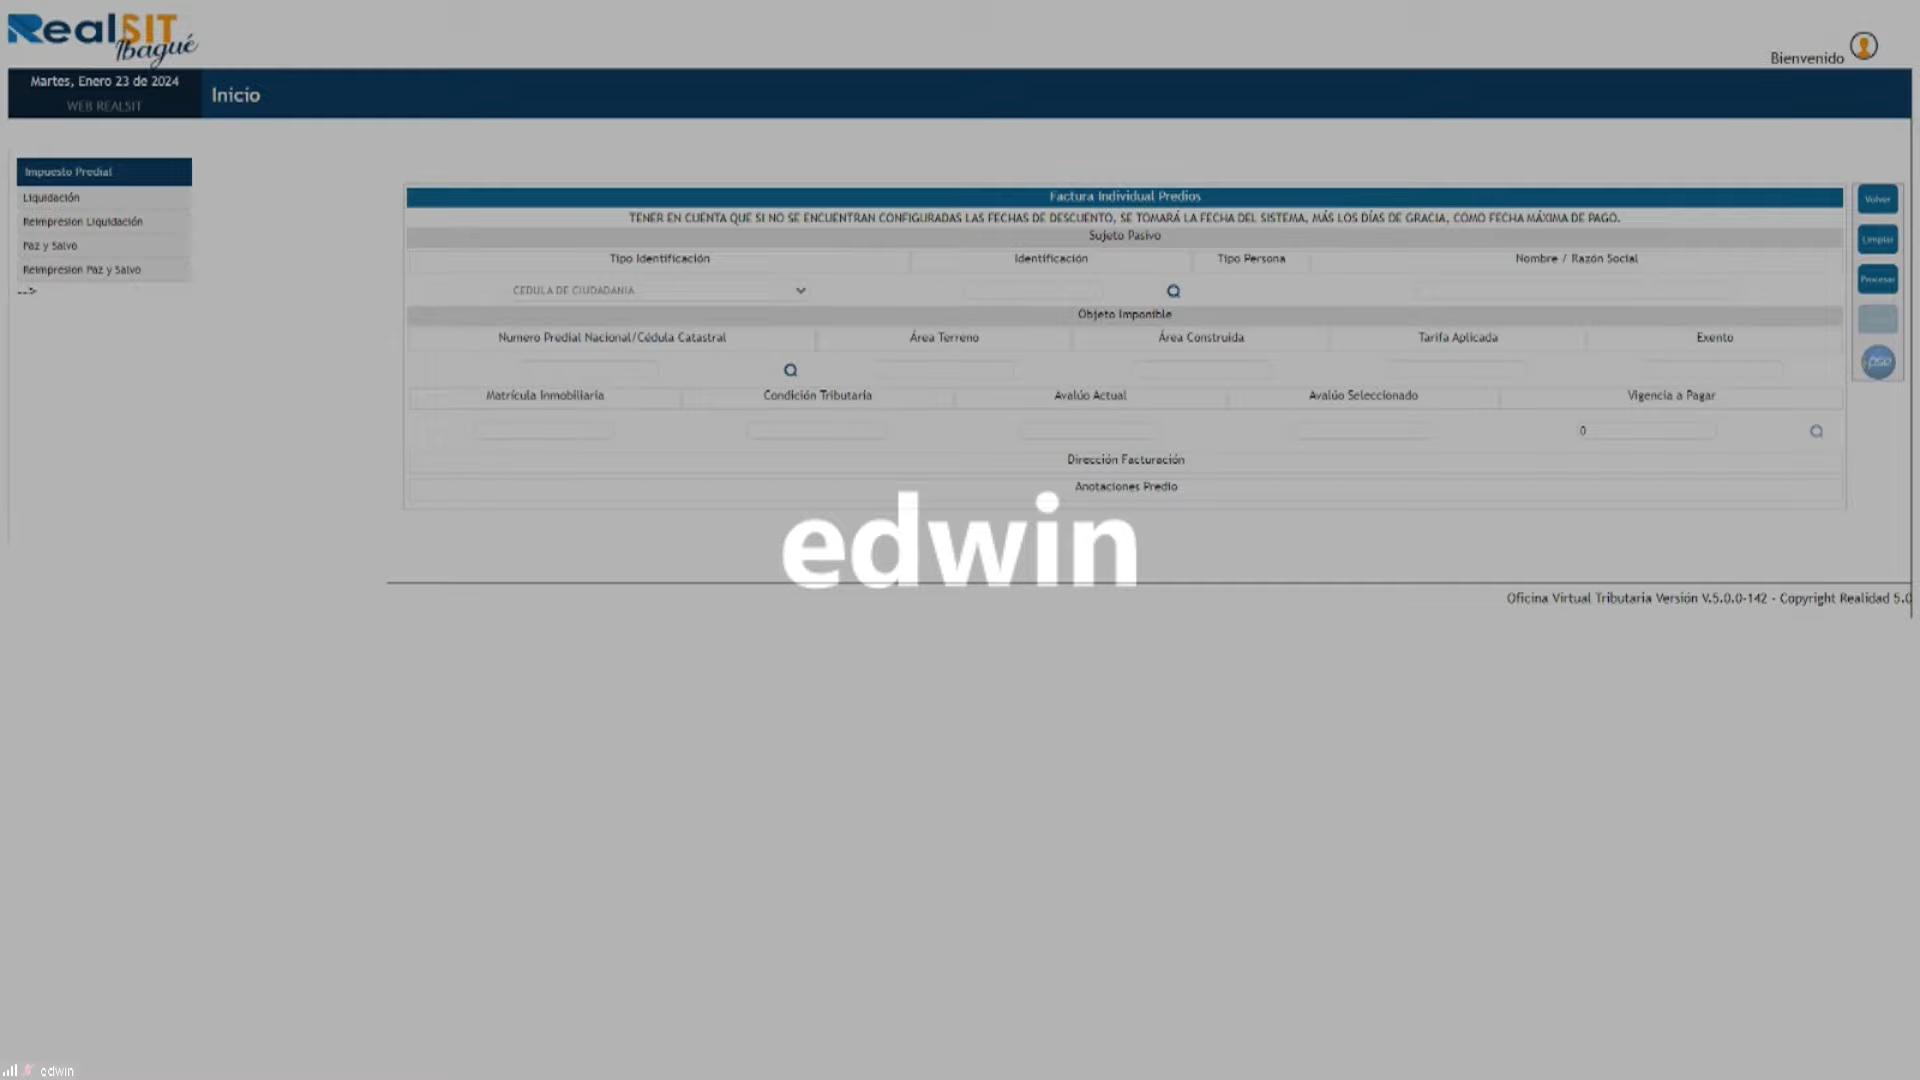 RealSIT
Ibagué
Bienvenido
Martes, Enero 23 de 2024
WEB REALSIT
Inicio
Impuesto Predial
Liquidación
Reimpresion Liquidación
Paz y Salvo
Reimpresion Paz y Salvo
-->
Factura Individual Predios
TENER EN CUENTA QUE SI NO SE ENCUENTRAN CONFIGURADAS LAS FECHAS DE DESCUENTO, SE TOMARÁ LA FECHA DEL SISTEMA, MÁS LOS DÍAS DE GRACIA, COMO FECHA MÁXIMA DE PAGO.
Sujeto Pasivo
Tipo Identificación Identificación Tipo Persona Nombre / Razón Social
CEDULA DE CIUDADANIA
Objeto Imponible
Numero Predial Nacional/Cédula Catastral Área Terreno Área Construida Tarifa Aplicada Exento
Matrícula Inmobiliaria Condición Tributaria Avalúo Actual Avalúo Seleccionado Vigencia a Pagar
0
Dirección Facturación
Anotaciones Predio
Volver
Limpiar
Procesar
pse
edwin
Oficina Virtual Tributaria Versión V.5.0.0-142 - Copyright Realidad 5.0
edwin